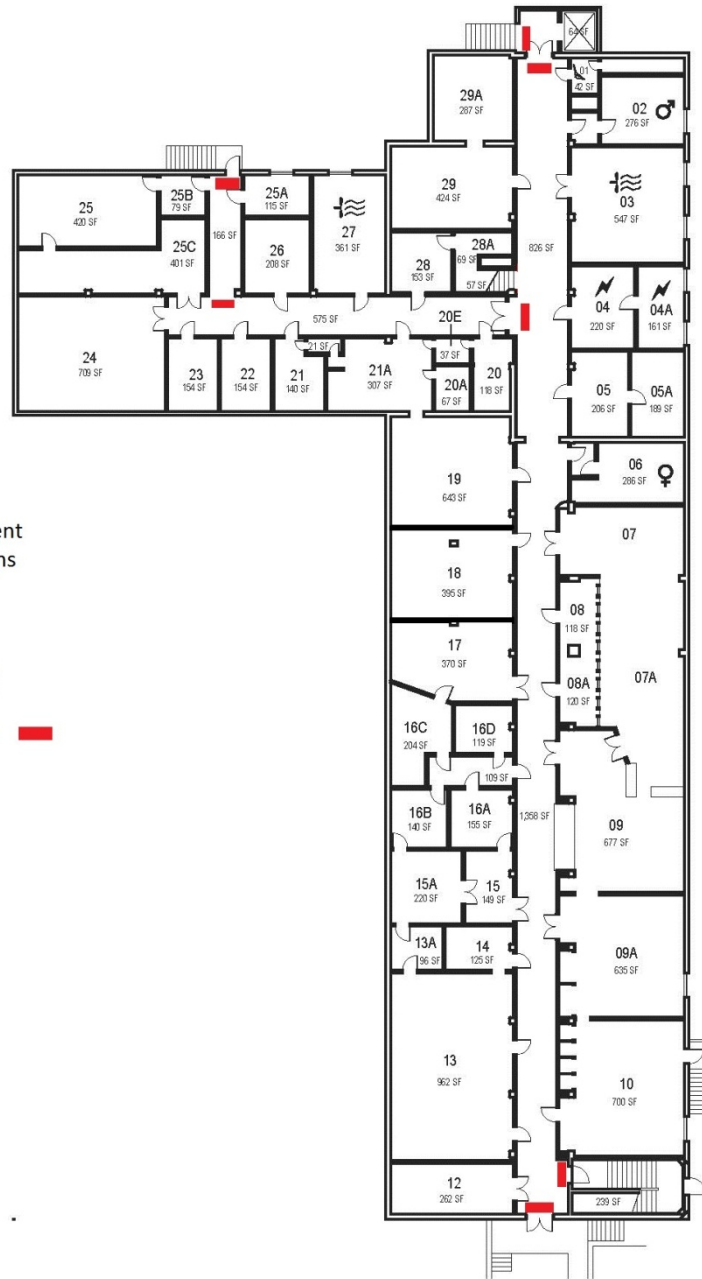 64 SF
01
42 SF
02
276 SF
29A
287 SF
29
424 SF
03
547 SF
25
420 SF
25B
79 SF
25A
115 SF
27
361 SF
166 SF
26
208 SF
25C
401 SF
28
153 SF
28A
69 SF
57 SF
826 SF
04
220 SF
04A
161 SF
575 SF
20E
37 SF
24
709 SF
23
154 SF
22
154 SF
21
140 SF
21 SF
21A
307 SF
20A
67 SF
20
118 SF
05
206 SF
05A
189 SF
19
643 SF
06
286 SF
ent
ns
18
395 SF
07
08
118 SF
08A
120 SF
07A
17
370 SF
16C
204 SF
16D
119 SF
109 SF
16B
140 SF
16A
155 SF
1,358 SF
09
677 SF
15A
220 SF
15
149 SF
13A
96 SF
14
125 SF
09A
635 SF
13
962 SF
10
700 SF
12
262 SF
239 SF
.